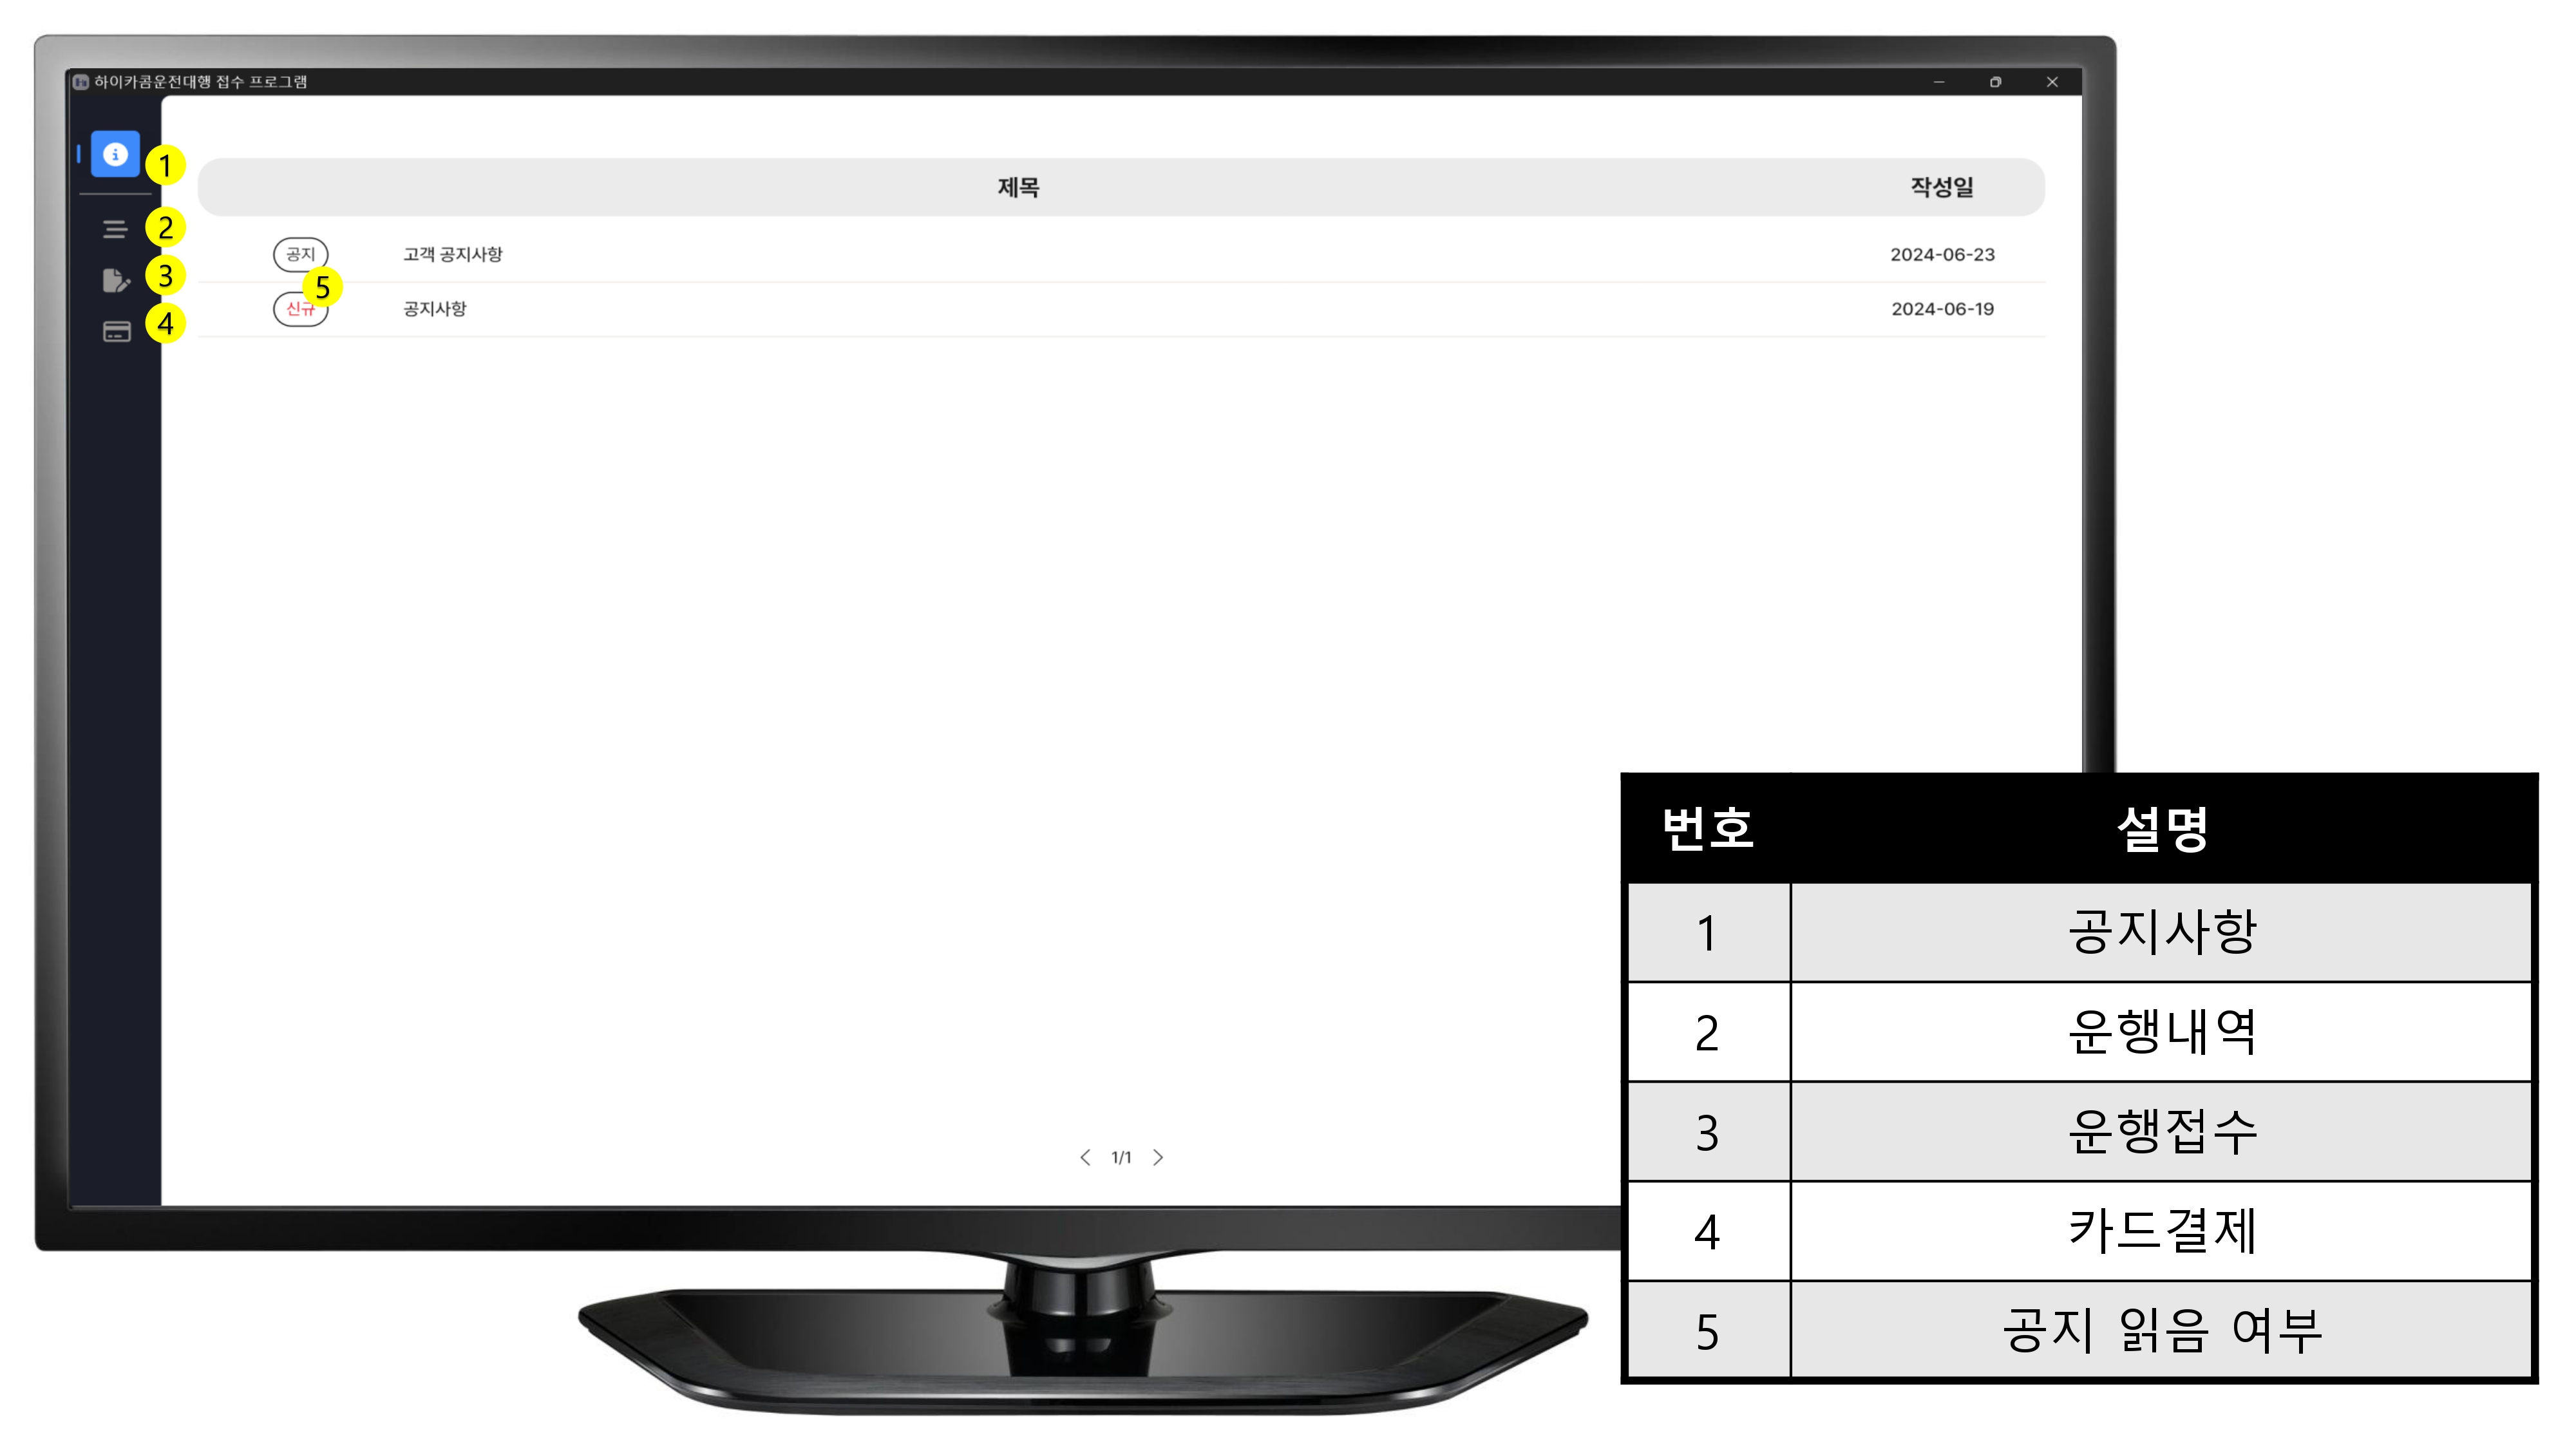 하이카콤운전대행 접수 프로그램
1
2
3
4
제목 작성일
공지 고객 공지사항 2024-06-23
5
신규 공지사항 2024-06-19
1/1
번호 설명
1 공지사항
2 운행내역
3 운행접수
4 카드결제
5 공지 읽음 여부